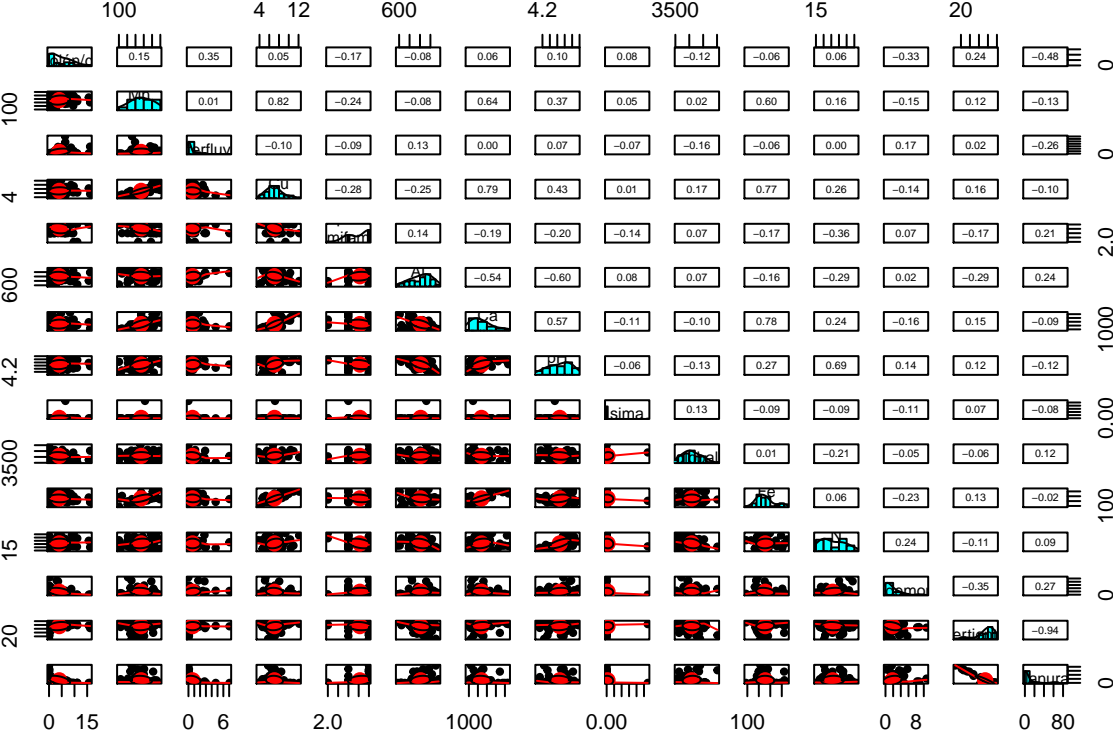 100 4 12 600 4.2 3500 15 20
0.15 0.35 0.05 −0.17 −0.08 0.06 0.10 0.08 −0.12 −0.06 0.06 −0.33 0.24 −0.48 0
100 0.01 0.82 −0.24 −0.08 0.64 0.37 0.05 0.02 0.60 0.16 −0.15 0.12 −0.13
−0.10 −0.09 0.13 0.00 0.07 −0.07 −0.16 −0.06 0.00 0.17 0.02 −0.26 0
4 −0.28 −0.25 0.79 0.43 0.01 0.17 0.77 0.26 −0.14 0.16 −0.10
0.14 −0.19 −0.20 −0.14 0.07 −0.17 −0.36 0.07 −0.17 0.21 2.0
600 −0.54 −0.60 0.08 0.07 −0.16 −0.29 0.02 −0.29 0.24
0.57 −0.11 −0.10 0.78 0.24 −0.16 0.15 −0.09 1000
4.2 pH −0.06 −0.13 0.27 0.69 0.14 0.12 −0.12
sima 0.13 −0.09 −0.09 −0.11 0.07 −0.08 0.00
3500 0.01 −0.21 −0.05 −0.06 0.12
Fe 0.06 −0.23 0.13 −0.02 100
15 0.24 −0.11 0.09
−0.35 0.27 0
20 −0.94
0 15 0 6 2.0 1000 0.00 100 0 8 0 80